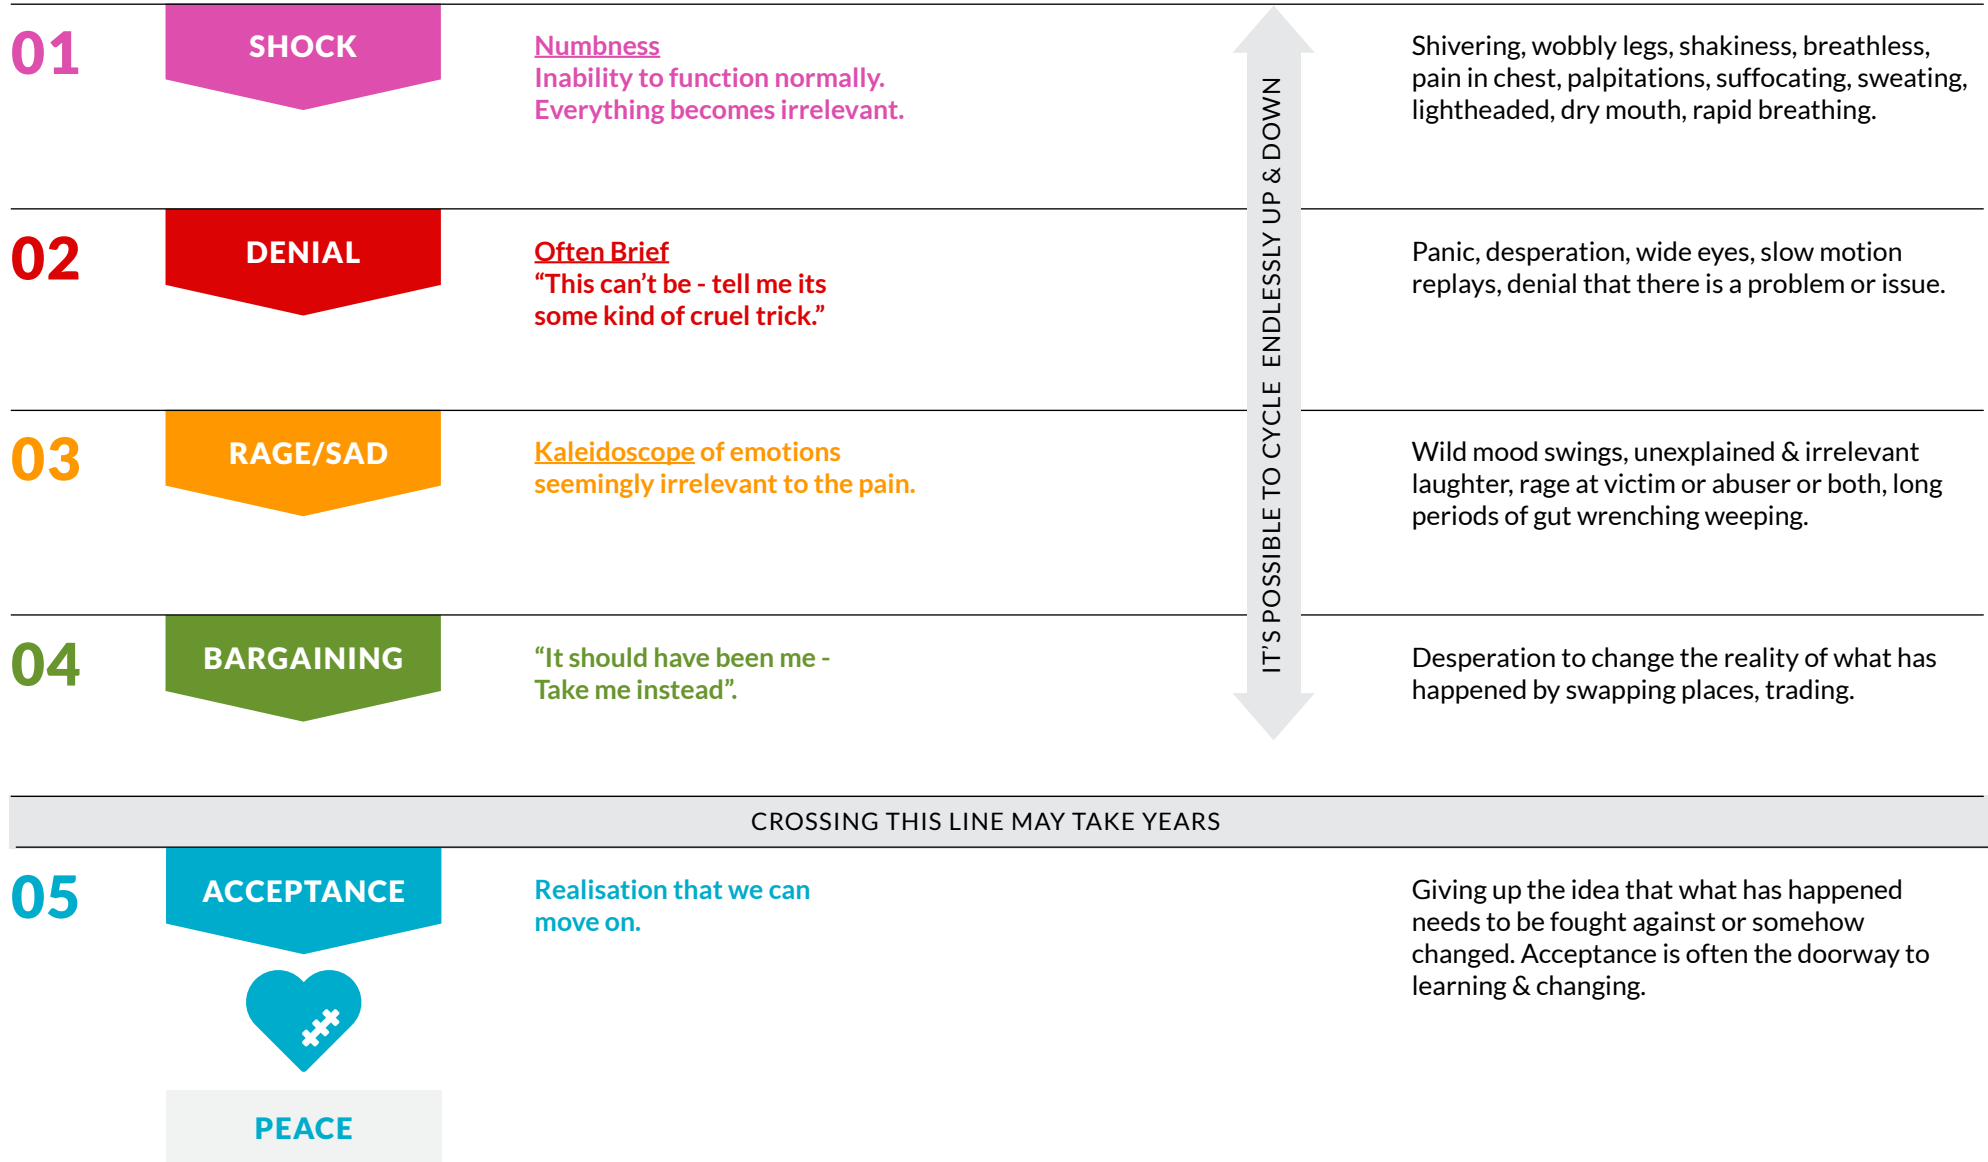 01
SHOCK
Numbness
Inability to function normally.
Everything becomes irrelevant.
Shivering, wobbly legs, shakiness, breathless,
pain in chest, palpitations, suffocating, sweating,
lightheaded, dry mouth, rapid breathing.
IT'S POSSIBLE TO CYCLE ENDLESSLY UP & DOWN
02
DENIAL
Often Brief
“This can’t be - tell me its
some kind of cruel trick.”
Panic, desperation, wide eyes, slow motion
replays, denial that there is a problem or issue.
03
RAGE/SAD
Kaleidoscope of emotions
seemingly irrelevant to the pain.
Wild mood swings, unexplained & irrelevant
laughter, rage at victim or abuser or both, long
periods of gut wrenching weeping.
04
BARGAINING
“It should have been me -
Take me instead”.
Desperation to change the reality of what has
happened by swapping places, trading.
CROSSING THIS LINE MAY TAKE YEARS
05
ACCEPTANCE
Realisation that we can
move on.
Giving up the idea that what has happened
needs to be fought against or somehow
changed. Acceptance is often the doorway to
learning & changing.
PEACE